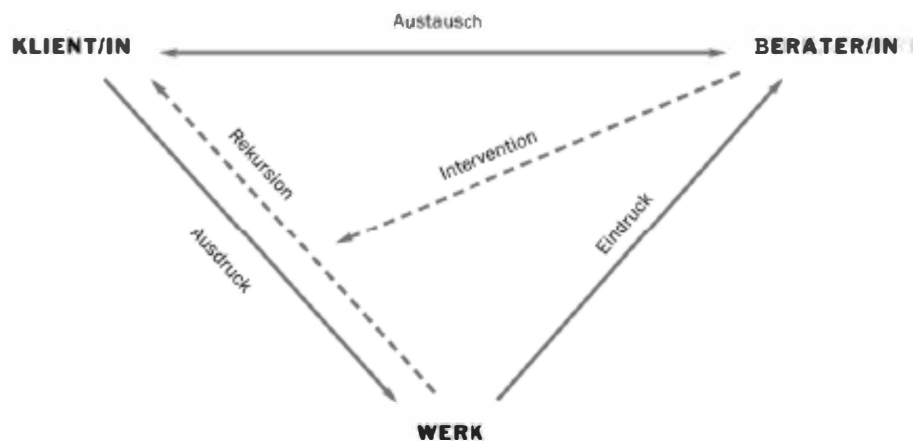 Austausch
KLIENT/IN
BERATER/IN
Rekursion
Intervention
Ausdruck
Eindruck
WERK